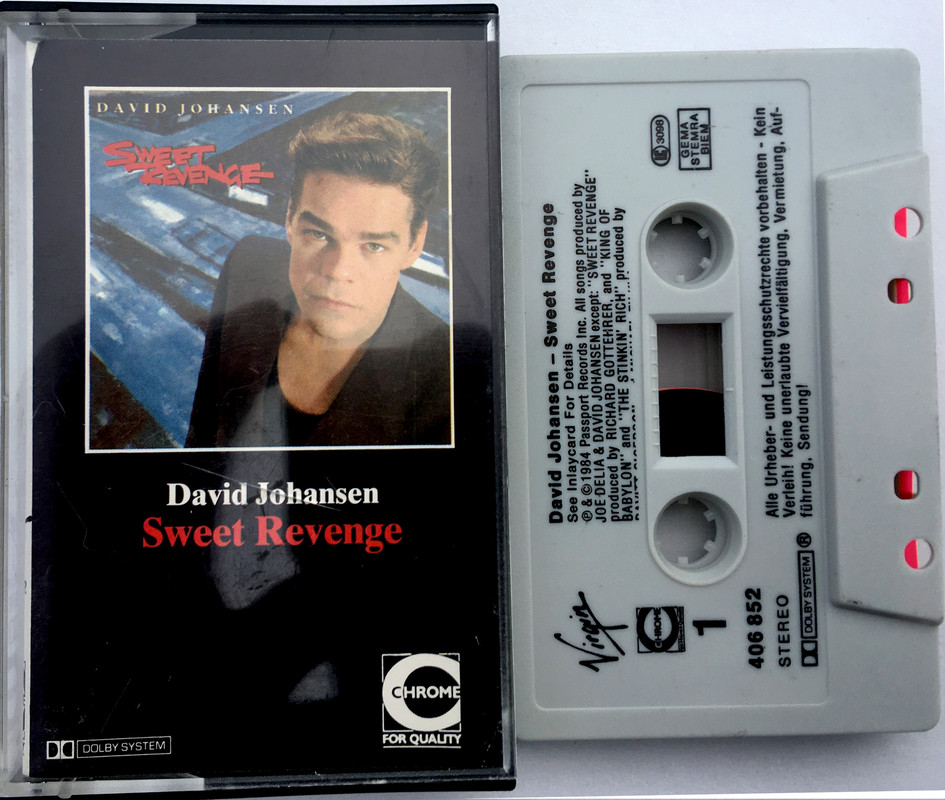 DAVID JOHANSEN
SWEET
REVENGE
David Johansen
Sweet Revenge
CHROME
FOR QUALITY
DOLBY SYSTEM
David Johansen – Sweet Revenge
See Inlaycard For Details
℗ & © 1984 Passport Records Inc. All songs produced by
JOE DELIA & DAVID JOHANSEN except: "SWEET REVENGE"
produced by RICHARD GOTTEHRER, and "KING OF
BABYLON" and "THE STINKIN' RICH" produced by
3098
GEMA
STEMRA
BIEM
Virgin
CHROME
1
406 852
STEREO
DOLBY SYSTEM ®
Alle Urheber- und Leistungsschutzrechte vorbehalten - Kein
Verleih! Keine unerlaubte Vervielfältigung, Vermietung, Auf-
führung, Sendung!